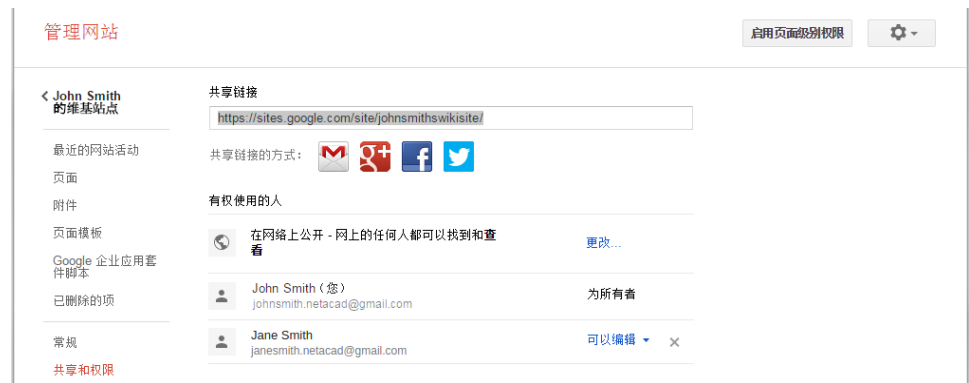 管理网站
启用页面级别权限
John Smith
的维基站点
最近的网站活动
页面
附件
页面模板
Google 企业应用套
件脚本
已删除的项
常规
共享和权限
共享链接
https://sites.google.com/site/johnsmithswikisite/
共享链接的方式:
有权使用的人
在网络上公开 - 网上的任何人都可以找到和查
看
更改...
John Smith(您)
johnsmith.netacad@gmail.com
为所有者
Jane Smith
janesmith.netacad@gmail.com
可以编辑